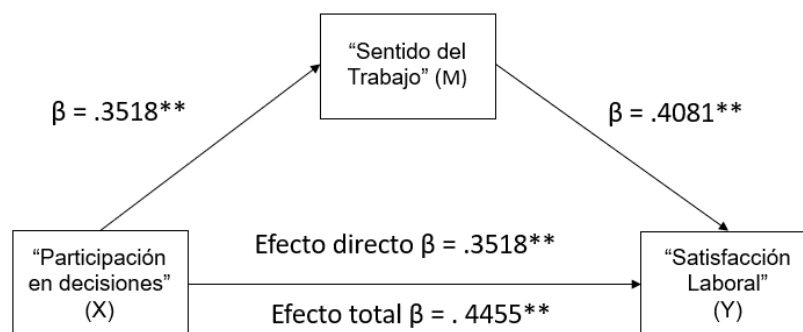 “Sentido del
Trabajo” (M)
β = .3518**
β = .4081**
“Participación
en decisiones”
(X)
Efecto directo β = .3518**
Efecto total β = . 4455**
“Satisfacción
Laboral”
(Y)